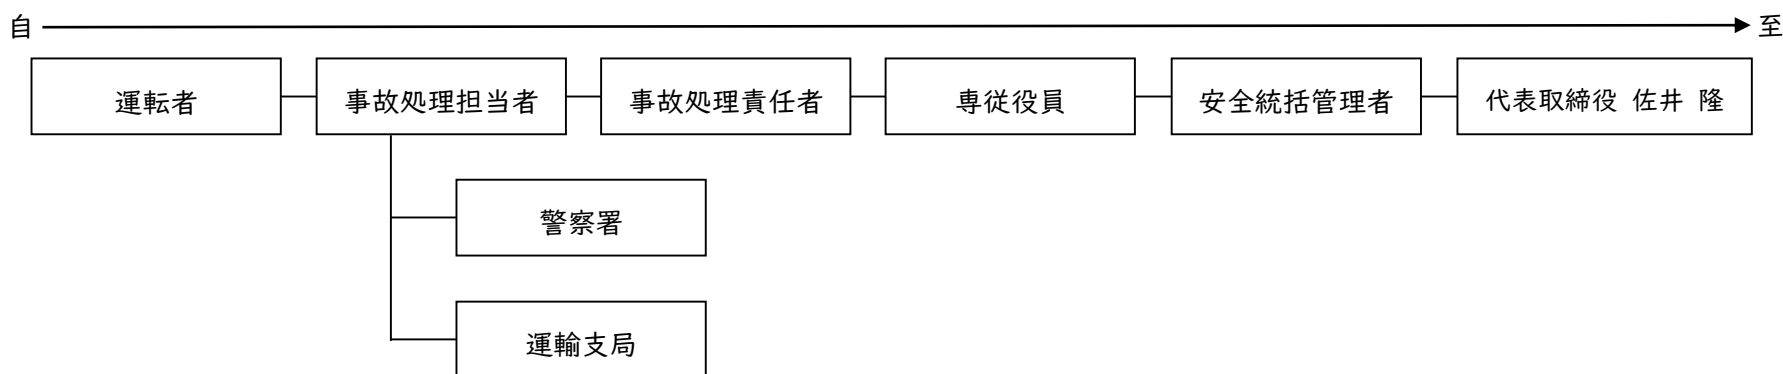 自 至
運転者 事故処理担当者 事故処理責任者 専従役員 安全統括管理者 代表取締役 佐井 隆
警察署
運輸支局